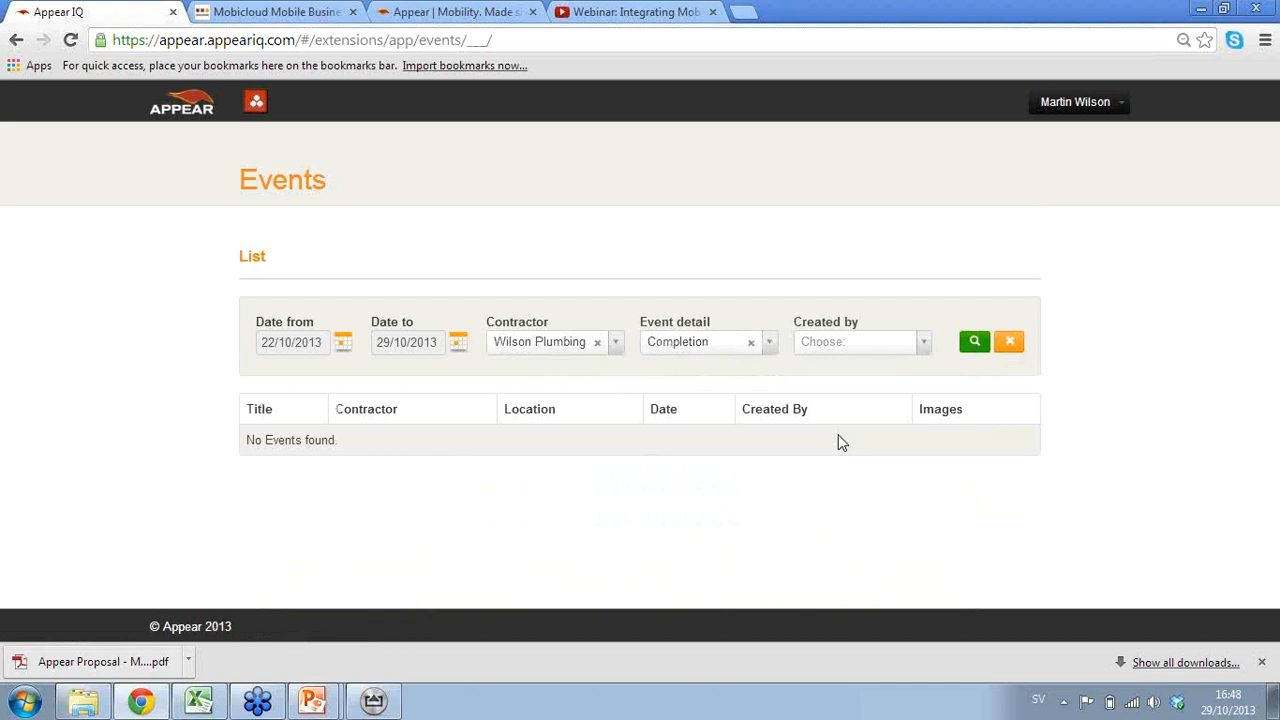 Appear IQ
Mobicloud Mobile Busine
Appear | Mobility. Made si
Webinar: Integrating Mob
https://appear.appeariq.com/#/extensions/app/events/___/
Apps For quick access, place your bookmarks here on the bookmarks bar. Import bookmarks now...
APPEAR
Martin Wilson
Events
List
Date from Date to Contractor Event detail Created by
22/10/2013 29/10/2013 Wilson Plumbing Completion Choose:
Title Contractor Location Date Created By Images
No Events found.
© Appear 2013
Appear Proposal - M....pdf
Show all downloads...
SV
16:48
29/10/2013